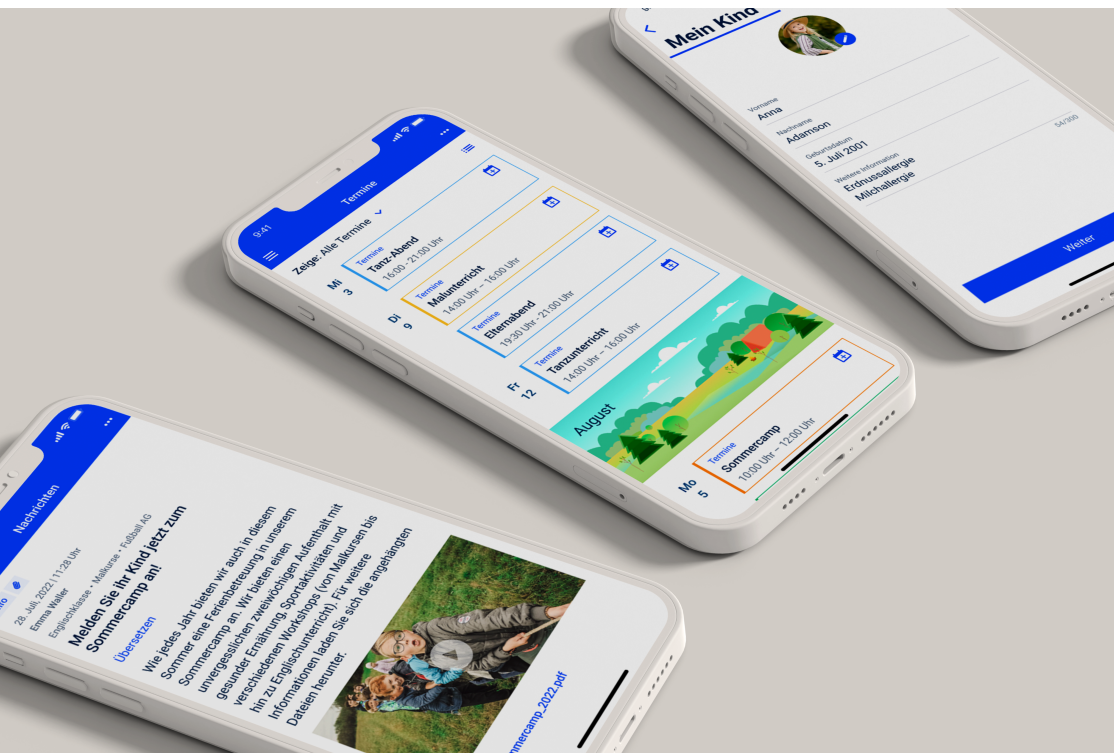 Nachrichten
28. Juli, 2022 | 11:28 Uhr
Emma Waller
Englischklasse • Malkurse • Fußball AG
Melden Sie ihr Kind jetzt zum
Sommercamp an!
Übersetzen
Wie jedes Jahr bieten wir auch in diesem
Sommer eine Ferienbetreuung in unserem
Sommercamp an. Wir bieten einen
unvergesslichen zweiwöchigen Aufenthalt mit
gesunder Ernährung, Sportaktivitäten und
verschiedenen Workshops (von Malkursen bis
hin zu Englischunterricht). Für weitere
Informationen laden Sie sich die angehängten
Dateien herunter.
mmercamp_2022.pdf
9:41
Termine
Zeige: Alle Termine
Mi
3
Termine
Tanz-Abend
16:00 - 21:00 Uhr
Di
9
Termine
Malunterricht
14:00 Uhr – 16:00 Uhr
Termine
Elternabend
19:30 Uhr - 21:00 Uhr
Fr
12
Termine
Tanzunterricht
14:00 Uhr – 16:00 Uhr
August
Mo
5
Termine
Sommercamp
10:00 Uhr – 12:00 Uhr
Mein Kind
Vorname
Anna
Nachname
Adamson
Geburtsdatum
5. Juli 2001
Weitere Information
54/300
Erdnussallergie
Milchallergie
Weiter